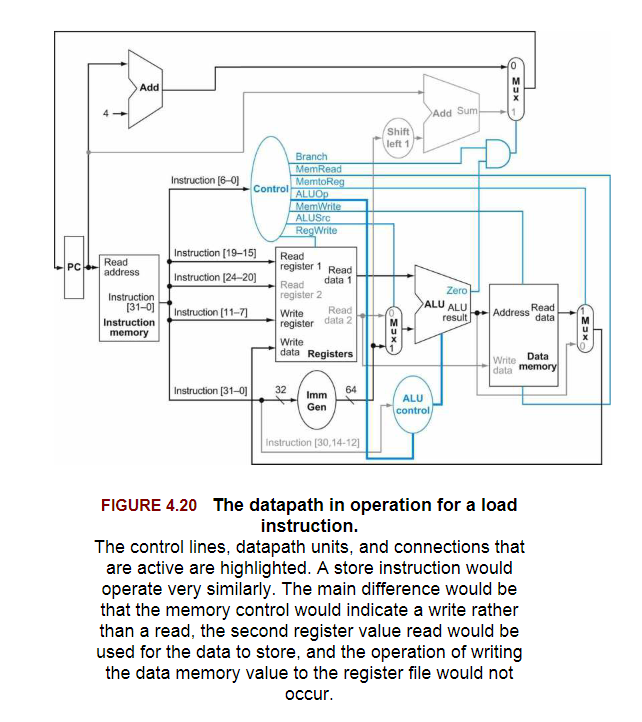 Add
4
0
M
u
x
1
Add Sum
Shift
left 1
Branch
MemRead
MemtoReg
ALUOp
MemWrite
ALUSrc
RegWrite
Control
Instruction [6–0]
PC
Read
address
Instruction
[31–0]
Instruction
memory
Instruction [19–15]
Instruction [24–20]
Instruction [11–7]
Instruction [31–0]
Read
register 1
Read
data 1
Read
register 2
Write
register
Read
data 2
Write
data Registers
0
M
u
x
1
Zero
ALU ALU
result
Address
Read
data
Write
data
Data
memory
1
M
u
x
0
32
Imm
Gen
64
ALU
control
Instruction [30,14-12]
FIGURE 4.20 The datapath in operation for a load
instruction.
The control lines, datapath units, and connections that
are active are highlighted. A store instruction would
operate very similarly. The main difference would be
that the memory control would indicate a write rather
than a read, the second register value read would be
used for the data to store, and the operation of writing
the data memory value to the register file would not
occur.